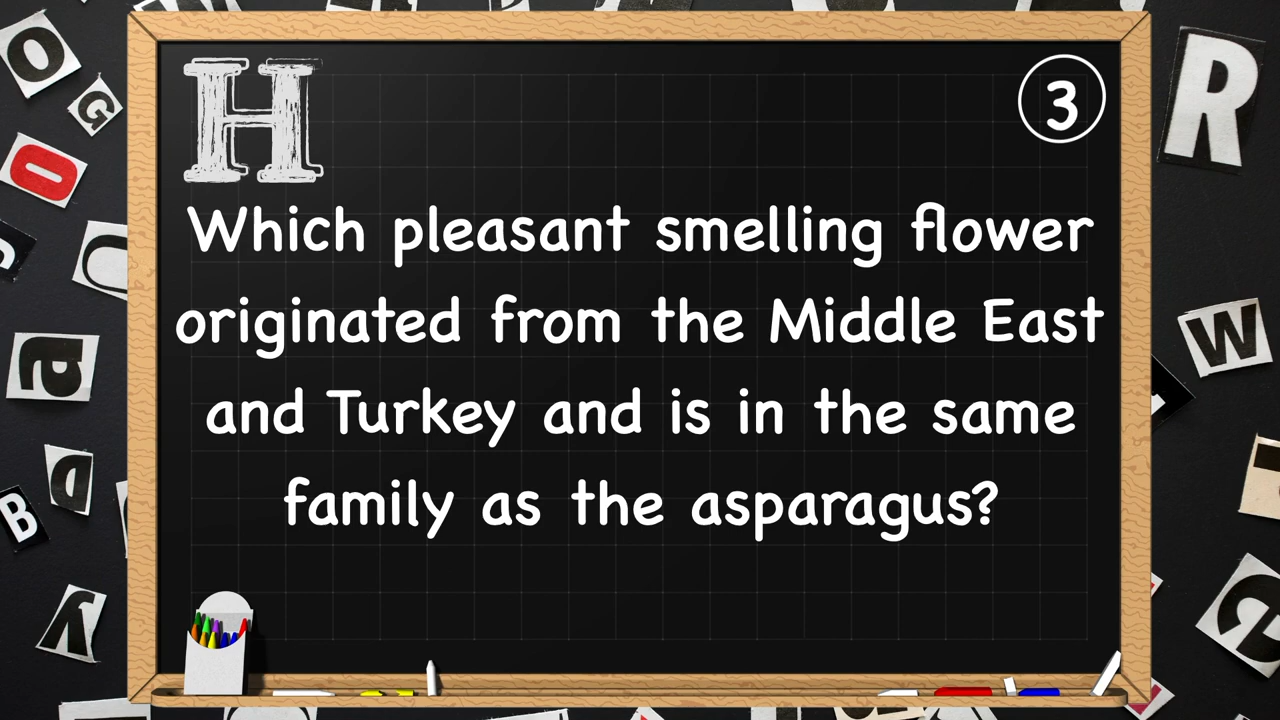 H
3
Which pleasant smelling flower
originated from the Middle East
and Turkey and is in the same
family as the asparagus?
O
G
O
a
D
B
R
W